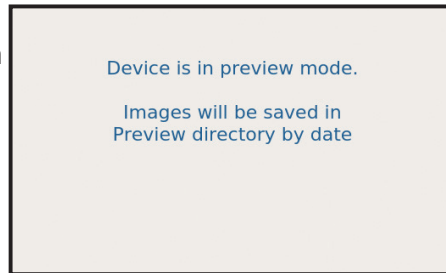 Device is in preview mode.
Images will be saved in
Preview directory by date